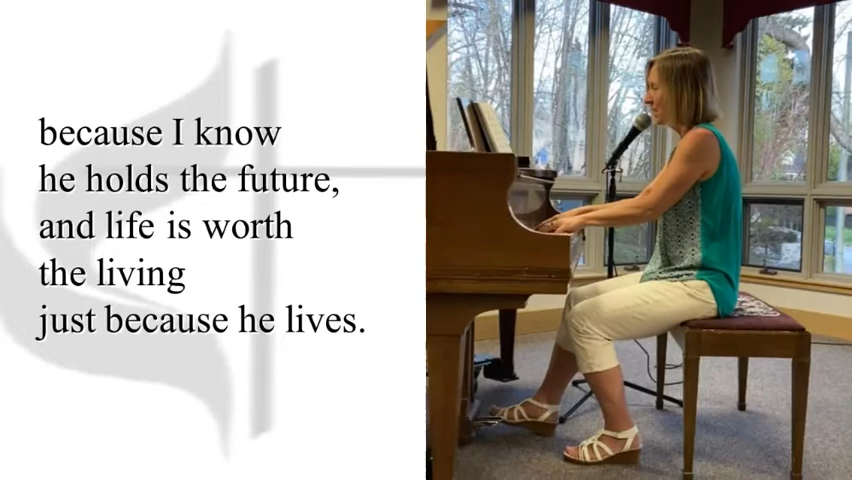 because I know
he holds the future,
and life is worth
the living
just because he lives.